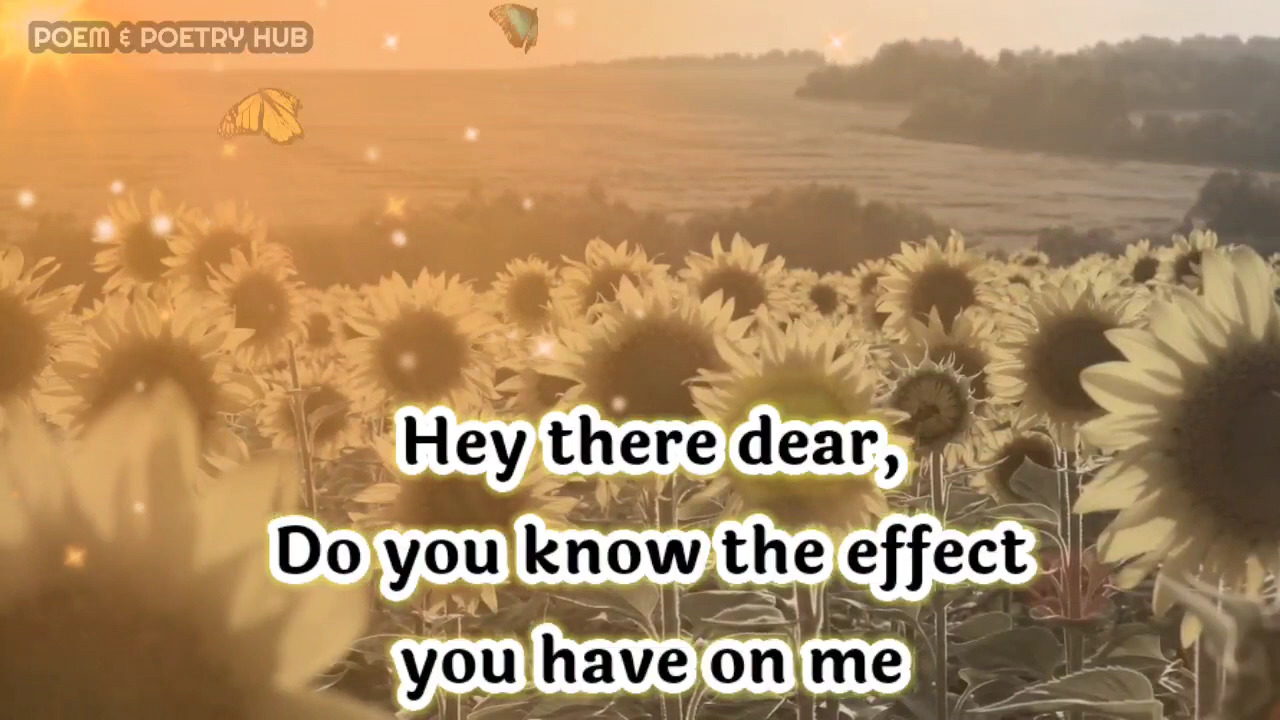 POEM & POETRY HUB
Hey there dear,
Do you know the effect
you have on me